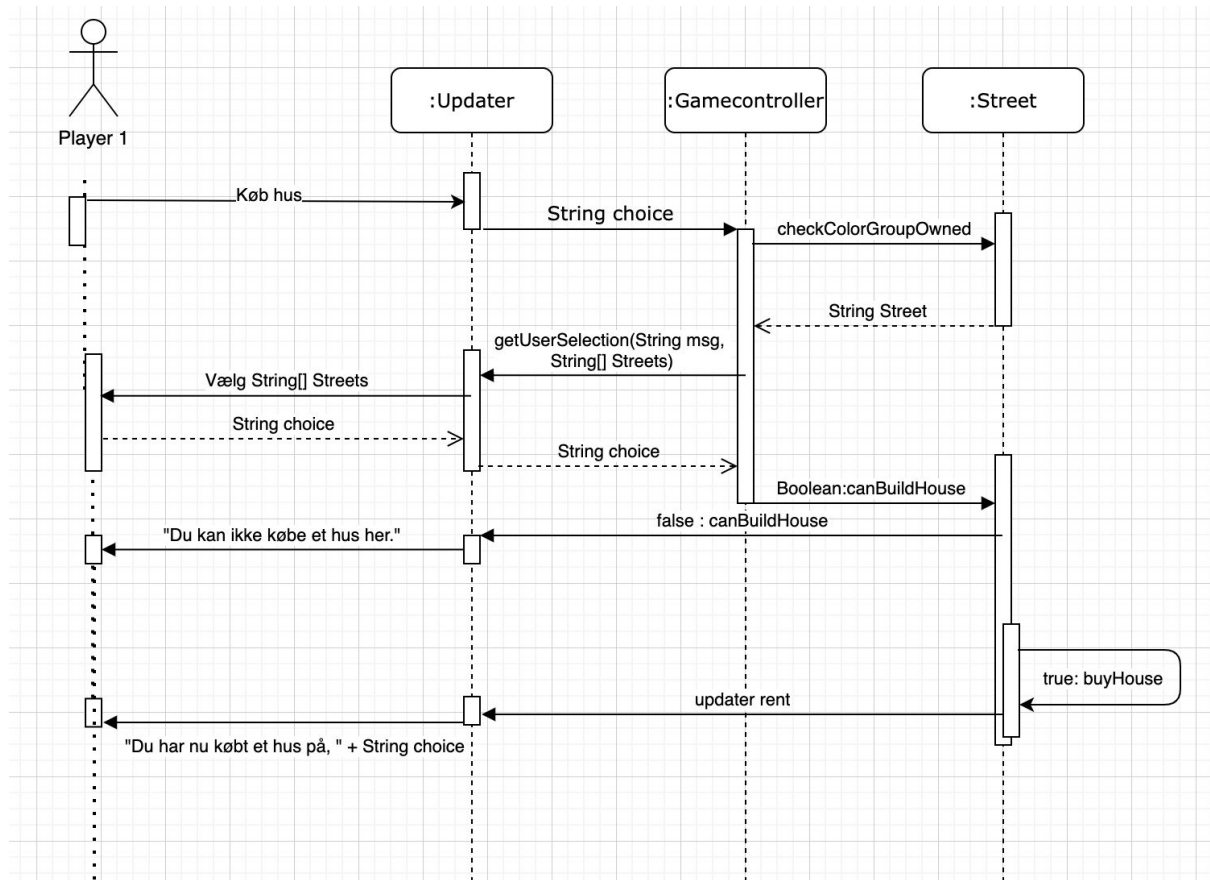 Player 1
:Updater
:Gamecontroller
:Street
Køb hus
String choice
checkColorGroupOwned
String Street
getUserSelection(String msg,
String[] Streets)
Vælg String[] Streets
String choice
String choice
Boolean:canBuildHouse
false : canBuildHouse
"Du kan ikke købe et hus her."
true: buyHouse
updater rent
"Du har nu købt et hus på, " + String choice